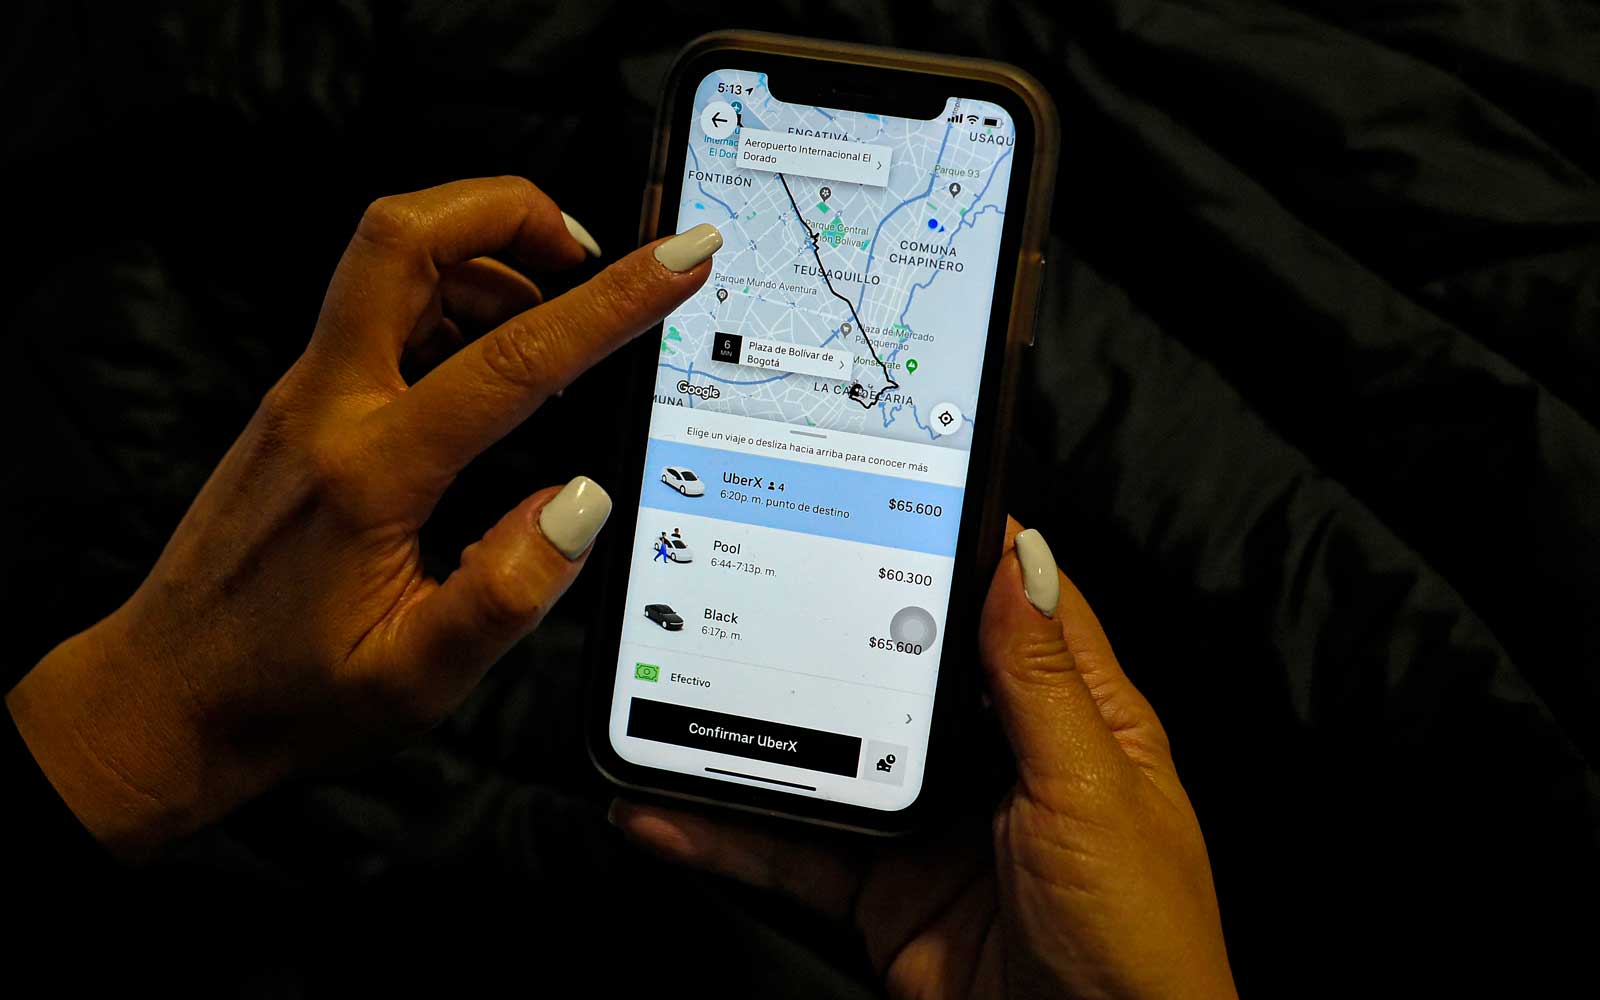 5:13
ENGATIVÁ
USAQU
Aeropuerto Internacional El
Dorado
El Dora
FONTIBÓN
Parque 93
Parque Central
Bolívar
COMUNA
CHAPINERO
TEUSAQUILLO
Parque Mundo Aventura
Plaza de Mercado
Paloquemao
6
MIN
Plaza de Bolívar de
Bogotá
Monserrate
LA CANDELARIA
Google
MUNA
Elige un viaje o desliza hacia arriba para conocer más
UberX 4
6:20p. m. punto de destino
$65.600
Pool
6:44-7:13p. m.
$60.300
Black
6:17p. m.
$65.600
Efectivo
Confirmar UberX